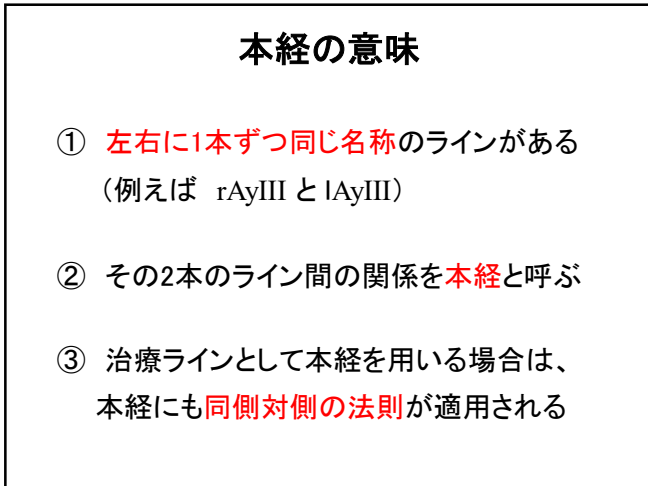 本経の意味
① 左右に1本ずつ同じ名称のラインがある
（例えば rAyIII と lAyIII）
② その2本のライン間の関係を本経と呼ぶ
③ 治療ラインとして本経を用いる場合は、
本経にも同側対側の法則が適用される